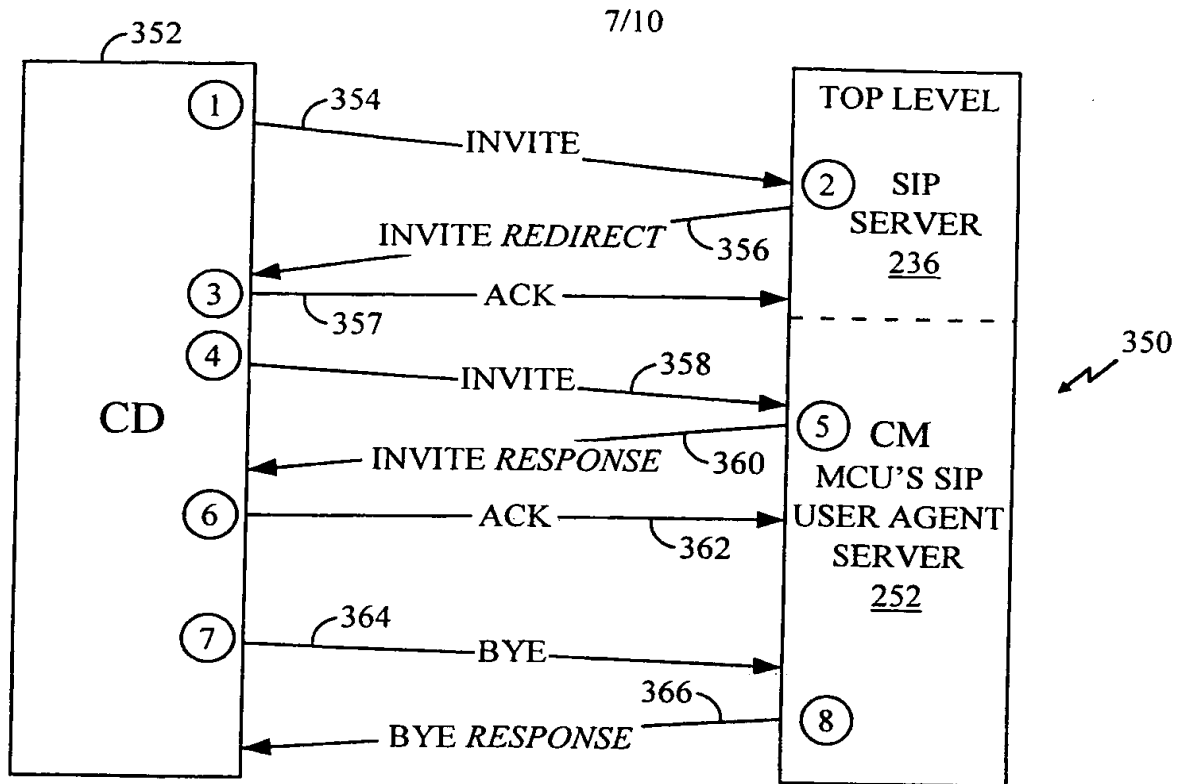 7/10
352
1
354
INVITE
TOP LEVEL
2
SIP
SERVER
236
INVITE REDIRECT
356
3
ACK
357
4
INVITE
358
350
CD
5
CM
MCU'S SIP
USER AGENT
SERVER
252
INVITE RESPONSE
360
6
ACK
362
7
364
BYE
366
8
BYE RESPONSE